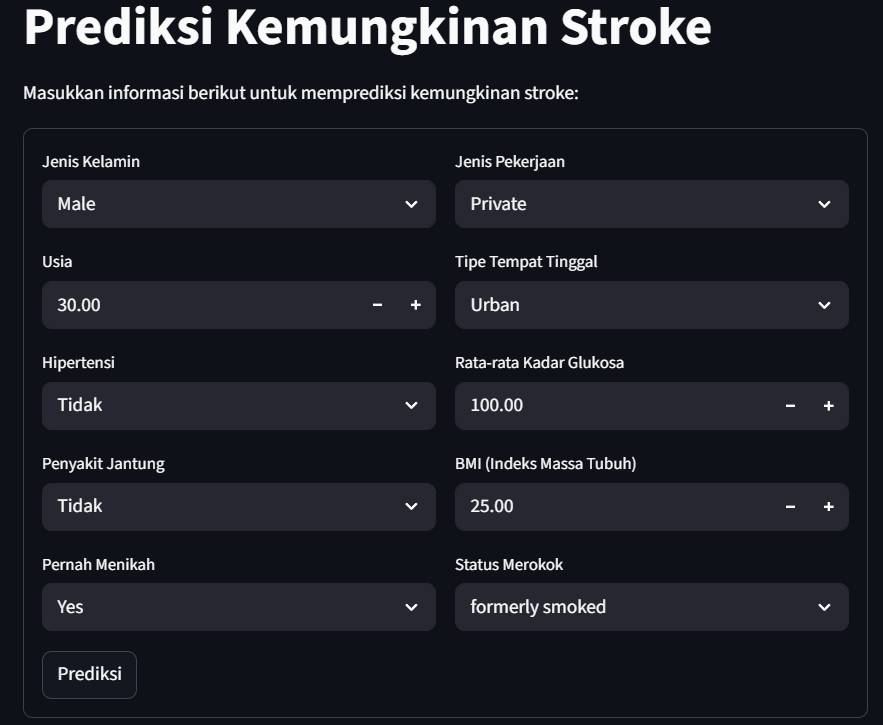 Prediksi Kemungkinan Stroke
Masukkan informasi berikut untuk memprediksi kemungkinan stroke:
Jenis Kelamin
Male
Usia
30.00
Hipertensi
Tidak
Penyakit Jantung
Tidak
Pernah Menikah
Yes
Jenis Pekerjaan
Private
Tipe Tempat Tinggal
Urban
Rata-rata Kadar Glukosa
100.00
BMI (Indeks Massa Tubuh)
25.00
Status Merokok
formerly smoked
Prediksi